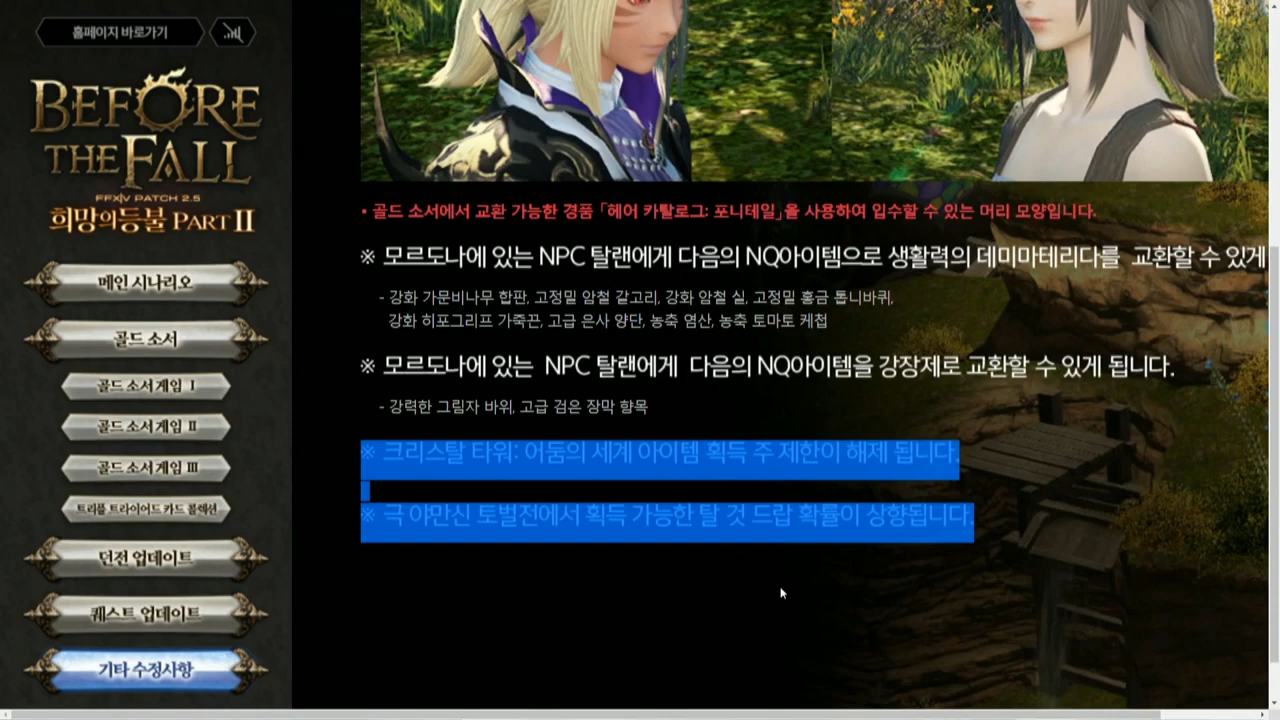 홈페이지 바로가기
BEFORE
THE FALL
FFXIV PATCH 2.5
희망의 등불 PART II
메인 시나리오
골드 소서
골드 소서 게임 I
골드 소서 게임 II
골드 소서 게임 III
트리플 트라이어드 카드 콜렉션
던전 업데이트
퀘스트 업데이트
기타 수정사항
▪ 골드 소서에서 교환 가능한 경품 「헤어 카탈로그: 포니테일」을 사용하여 입수할 수 있는 머리 모양입니다.
※ 모르도나에 있는 NPC 탈랜에게 다음의 NQ아이템으로 생활력의 데미마테리다를 교환할 수 있게
- 강화 가문비나무 합판, 고정밀 암철 갈고리, 강화 암철 실, 고정밀 홍금 톱니바퀴,
강화 히포그리프 가죽끈, 고급 은사 양단, 농축 염산, 농축 토마토 케첩
※ 모르도나에 있는 NPC 탈랜에게 다음의 NQ아이템을 강장제로 교환할 수 있게 됩니다.
- 강력한 그림자 바위, 고급 검은 장막 향목
※ 크리스탈 타워: 어둠의 세계 아이템 획득 주 제한이 해제 됩니다.
※ 극 야만신 토벌전에서 획득 가능한 탈 것 드랍 확률이 상향됩니다.